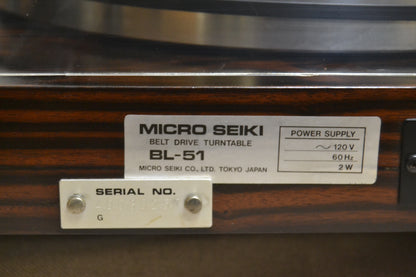 MICRO SEIKI
BELT DRIVE TURNTABLE
BL-51
MICRO SEIKI CO., LTD. TOKYO JAPAN
POWER SUPPLY
～ 120 V
60 Hz
2 W
SERIAL NO.
G